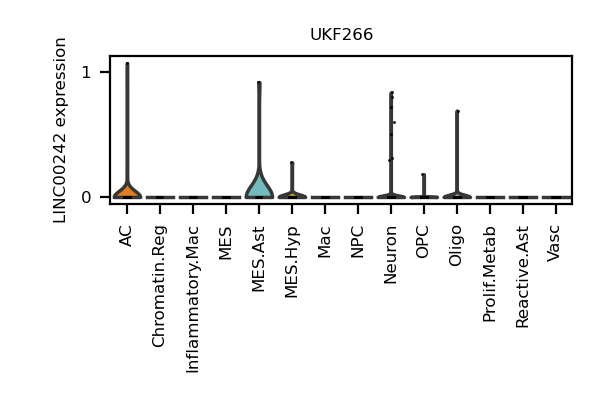 UKF266
LINC00242 expression
1
0
AC
Chromatin.Reg
Inflammatory.Mac
MES
MES.Ast
MES.Hyp
Mac
NPC
Neuron
OPC
Oligo
Prolif.Metab
Reactive.Ast
Vasc